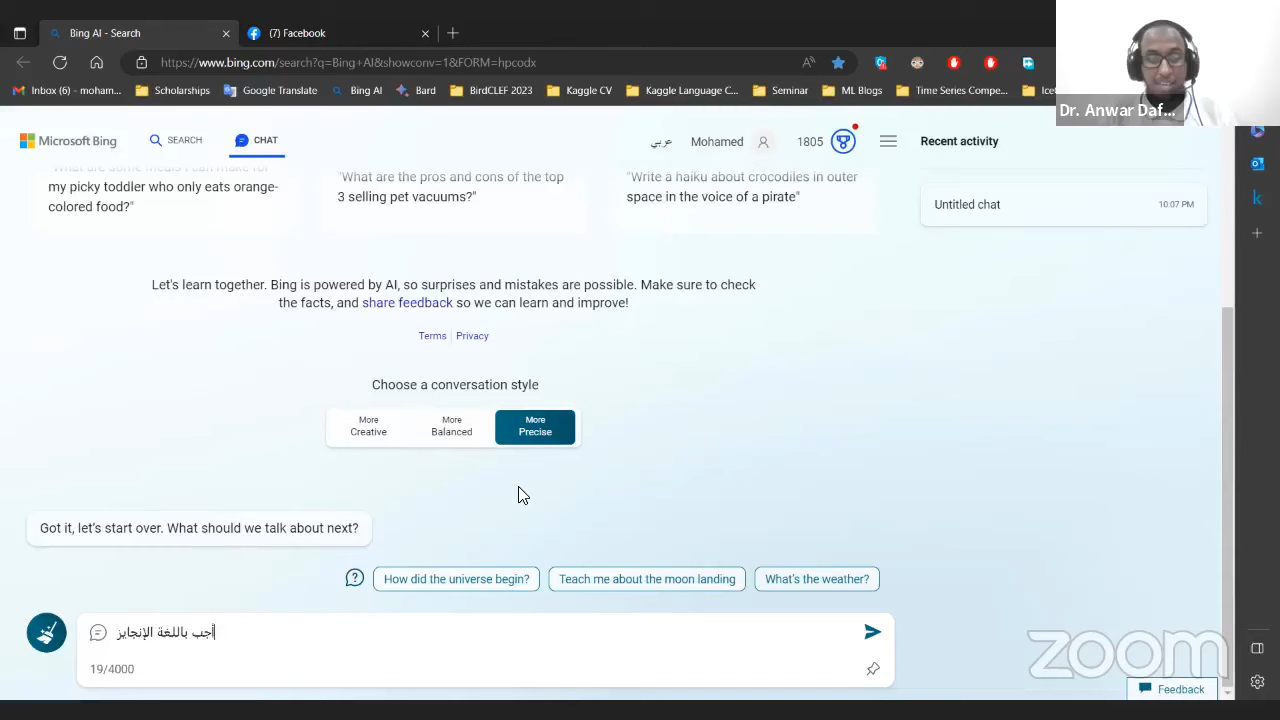 Bing AI - Search
(7) Facebook
https://www.bing.com/search?q=Bing+AI&showconv=1&FORM=hpcodx
Inbox (6) - moham...
Scholarships
Google Translate
Bing AI
Bard
BirdCLEF 2023
Kaggle CV
Kaggle Language C...
Seminar
ML Blogs
Time Series Compe...
Dr. Anwar Daf...
Microsoft Bing
SEARCH
CHAT
عربي
Mohamed
1805
Recent activity
"What are some meals I can make for
my picky toddler who only eats orange-
colored food?"
"What are the pros and cons of the top
3 selling pet vacuums?"
"Write a haiku about crocodiles in outer
space in the voice of a pirate"
Untitled chat
10:07 PM
Let's learn together. Bing is powered by AI, so surprises and mistakes are possible. Make sure to check
the facts, and share feedback so we can learn and improve!
Terms
Privacy
Choose a conversation style
More
Creative
More
Balanced
More
Precise
Got it, let's start over. What should we talk about next?
How did the universe begin?
Teach me about the moon landing
What's the weather?
أجب باللغة الإنجايز
19/4000
zoom
Feedback